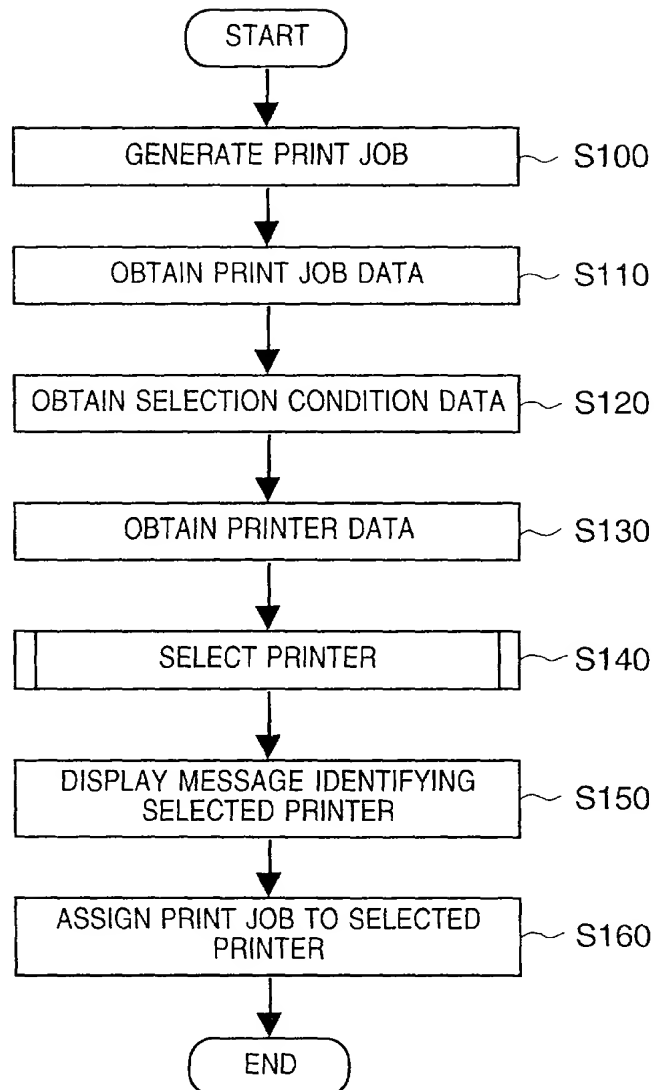 START
GENERATE PRINT JOB S100
OBTAIN PRINT JOB DATA S110
OBTAIN SELECTION CONDITION DATA S120
OBTAIN PRINTER DATA S130
SELECT PRINTER S140
DISPLAY MESSAGE IDENTIFYING
SELECTED PRINTER S150
ASSIGN PRINT JOB TO SELECTED
PRINTER S160
END